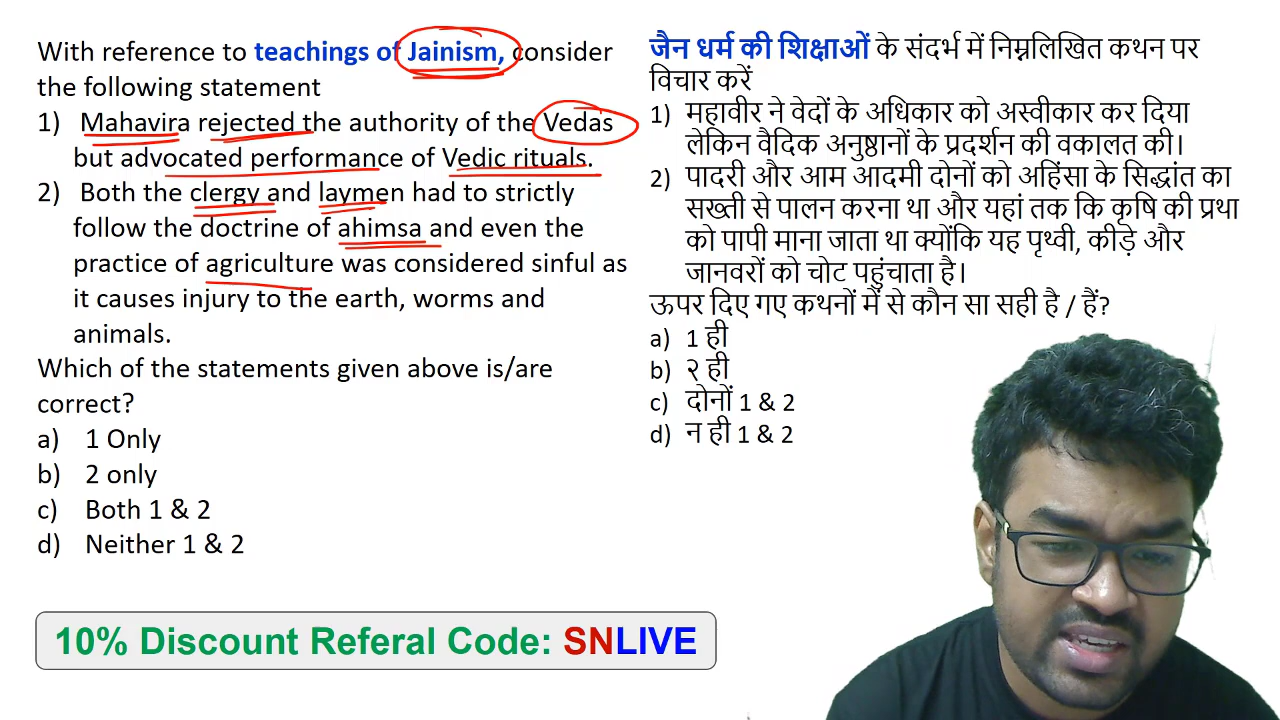 With reference to teachings of Jainism, consider
the following statement
1) Mahavira rejected the authority of the Vedas
but advocated performance of Vedic rituals.
2) Both the clergy and laymen had to strictly
follow the doctrine of ahimsa and even the
practice of agriculture was considered sinful as
it causes injury to the earth, worms and
animals.
Which of the statements given above is/are
correct?
a) 1 Only
b) 2 only
c) Both 1 & 2
d) Neither 1 & 2
जैन धर्म की शिक्षाओं के संदर्भ में निम्नलिखित कथन पर
विचार करें
1) महावीर ने वेदों के अधिकार को अस्वीकार कर दिया
लेकिन वैदिक अनुष्ठानों के प्रदर्शन की वकालत की।
2) पादरी और आम आदमी दोनों को अहिंसा के सिद्धांत का
सख्ती से पालन करना था और यहां तक कि कृषि की प्रथा
को पापी माना जाता था क्योंकि यह पृथ्वी, कीड़े और
जानवरों को चोट पहुंचाता है।
ऊपर दिए गए कथनों में से कौन सा सही है / हैं?
a) 1 ही
b) २ ही
c) दोनों 1 & 2
d) न ही 1 & 2
10% Discount Referal Code: SNLIVE